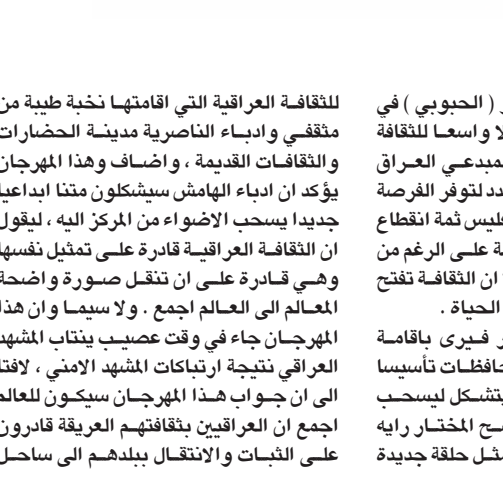 ( الحبوبي ) في
واسعا للثقافة
مبدعي العراق
لتوفر الفرصة
فليس ثمة انقطاع
على الرغم من
ان الثقافة تفتح
الحياة .
فيرى باقامة
تأسيسا
ليسحب
المختار رايه
حلقة جديدة
للثقافة العراقية التي اقامتها نخبة طيبة من
مثقفي وادباء الناصرية مدينة الحضارات
والثقافات القديمة ، واضاف وهذا المهرجان
يؤكد ان ادباء الهامش سيشكلون متنا ابداعيا
جديدا يسحب الاضواء من المركز اليه ، ليقول
ان الثقافة العراقية قادرة على تمثيل نفسها
وهي قادرة على ان تنقل صورة واضحة
المعالم الى العالم اجمع . ولا سيما وان هذا
المهرجان جاء في وقت عصيب ينتاب المشهد
العراقي نتيجة ارتباكات المشهد الامني ، لافتا
الى ان جواب هذا المهرجان سيكون للعالم
اجمع ان العراقيين بثقافتهم العريقة قادرون
على الثبات والانتقال ببلدهم الى ساحل